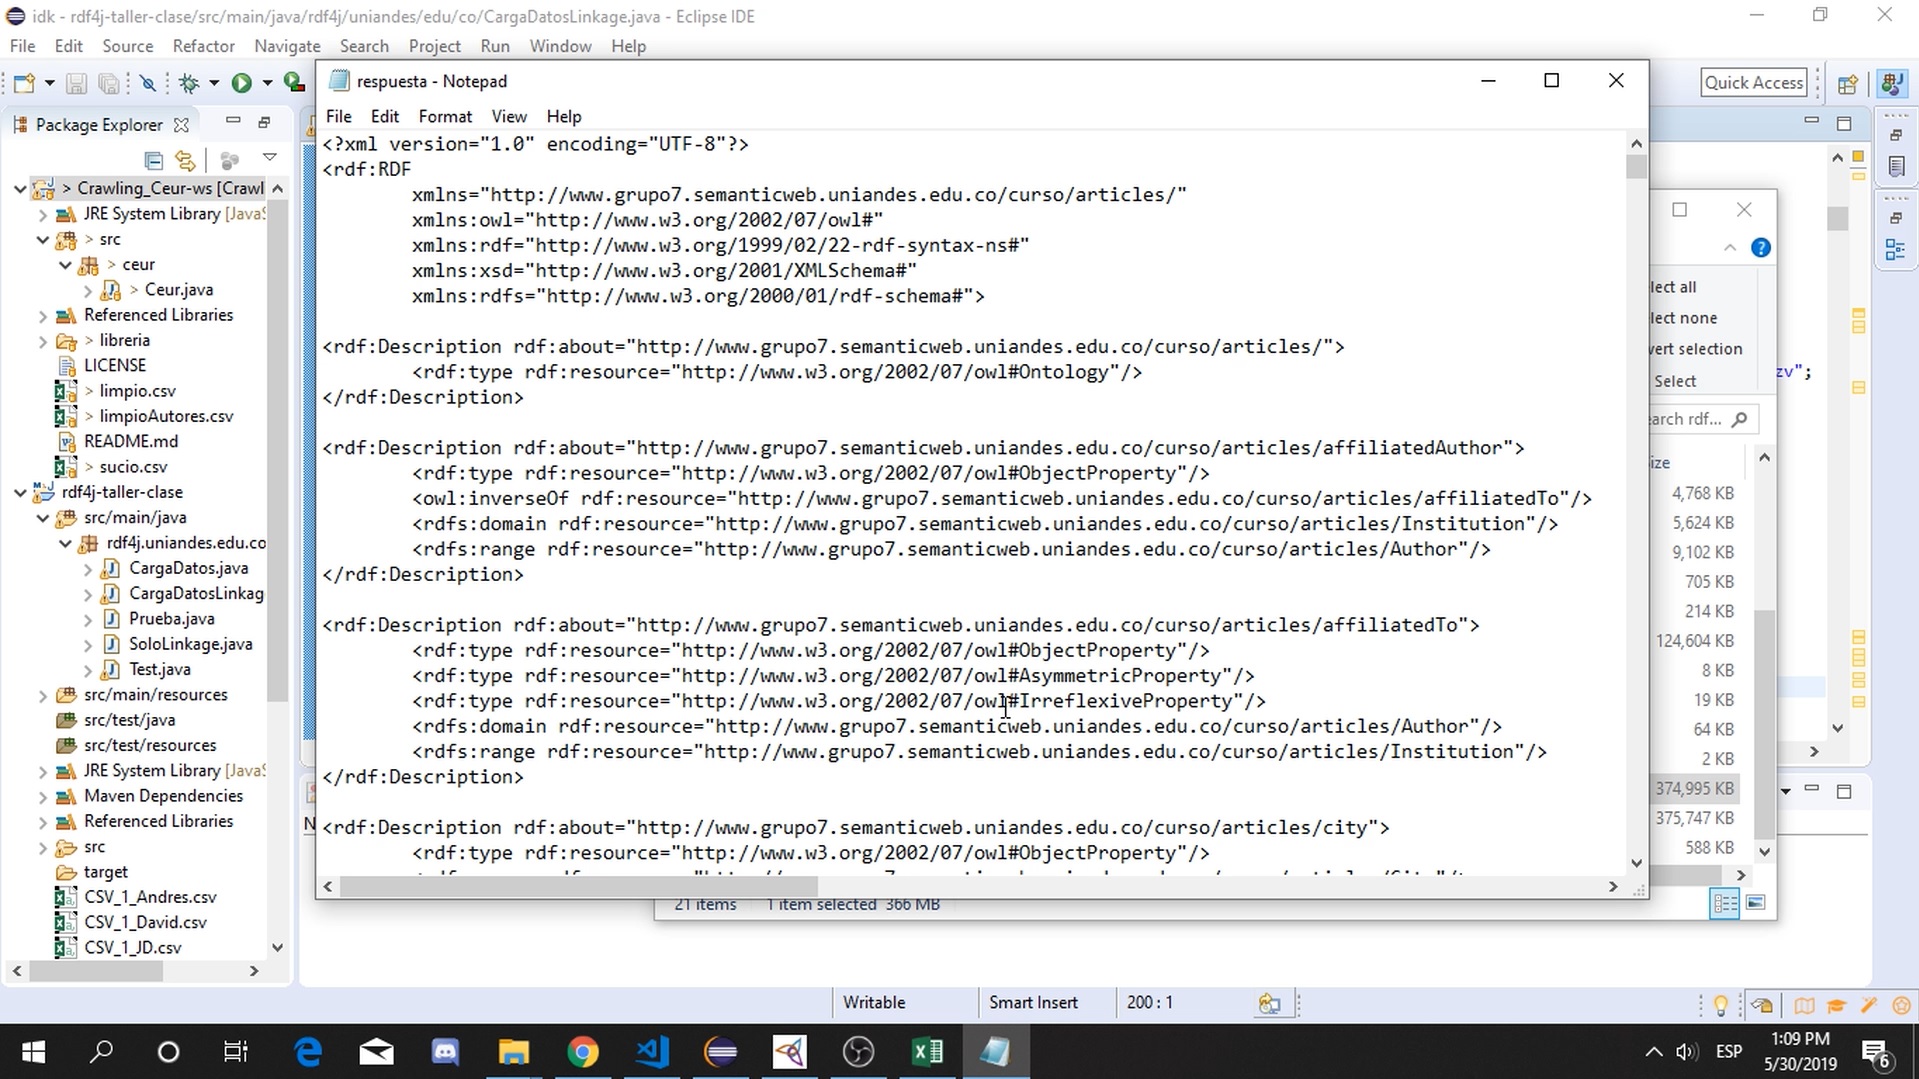 idk - rdf4j-taller-clase/src/main/java/rdf4j/uniandes/edu/co/CargaDatosLinkage.java - Eclipse IDE
File Edit Source Refactor Navigate Search Project Run Window Help
Quick Access
Package Explorer
> Crawling_Ceur-ws [Crawl
JRE System Library [JavaS
> src
> ceur
> Ceur.java
Referenced Libraries
> libreria
LICENSE
> limpio.csv
> limpioAutores.csv
README.md
> sucio.csv
rdf4j-taller-clase
src/main/java
rdf4j.uniandes.edu.co
CargaDatos.java
CargaDatosLinkag
Prueba.java
SoloLinkage.java
Test.java
src/main/resources
src/test/java
src/test/resources
JRE System Library [JavaS
Maven Dependencies
Referenced Libraries
src
target
CSV_1_Andres.csv
CSV_1_David.csv
CSV_1_JD.csv
respuesta - Notepad
File Edit Format View Help
<?xml version="1.0" encoding="UTF-8"?>
<rdf:RDF
xmlns="http://www.grupo7.semanticweb.uniandes.edu.co/curso/articles/"
xmlns:owl="http://www.w3.org/2002/07/owl#"
xmlns:rdf="http://www.w3.org/1999/02/22-rdf-syntax-ns#"
xmlns:xsd="http://www.w3.org/2001/XMLSchema#"
xmlns:rdfs="http://www.w3.org/2000/01/rdf-schema#">
<rdf:Description rdf:about="http://www.grupo7.semanticweb.uniandes.edu.co/curso/articles/">
<rdf:type rdf:resource="http://www.w3.org/2002/07/owl#Ontology"/>
</rdf:Description>
<rdf:Description rdf:about="http://www.grupo7.semanticweb.uniandes.edu.co/curso/articles/affiliatedAuthor">
<rdf:type rdf:resource="http://www.w3.org/2002/07/owl#ObjectProperty"/>
<owl:inverseOf rdf:resource="http://www.grupo7.semanticweb.uniandes.edu.co/curso/articles/affiliatedTo"/>
<rdfs:domain rdf:resource="http://www.grupo7.semanticweb.uniandes.edu.co/curso/articles/Institution"/>
<rdfs:range rdf:resource="http://www.grupo7.semanticweb.uniandes.edu.co/curso/articles/Author"/>
</rdf:Description>
<rdf:Description rdf:about="http://www.grupo7.semanticweb.uniandes.edu.co/curso/articles/affiliatedTo">
<rdf:type rdf:resource="http://www.w3.org/2002/07/owl#ObjectProperty"/>
<rdf:type rdf:resource="http://www.w3.org/2002/07/owl#AsymmetricProperty"/>
<rdf:type rdf:resource="http://www.w3.org/2002/07/owl#IrreflexiveProperty"/>
<rdfs:domain rdf:resource="http://www.grupo7.semanticweb.uniandes.edu.co/curso/articles/Author"/>
<rdfs:range rdf:resource="http://www.grupo7.semanticweb.uniandes.edu.co/curso/articles/Institution"/>
</rdf:Description>
<rdf:Description rdf:about="http://www.grupo7.semanticweb.uniandes.edu.co/curso/articles/city">
<rdf:type rdf:resource="http://www.w3.org/2002/07/owl#ObjectProperty"/>
lect all
lect none
vert selection
Select
zv";
earch rdf...
ize
4,768 KB
5,624 KB
9,102 KB
705 KB
214 KB
124,604 KB
8 KB
19 KB
64 KB
2 KB
374,995 KB
375,747 KB
588 KB
21 items 1 item selected 366 MB
Writable Smart Insert 200 : 1
ESP
1:09 PM
5/30/2019
6